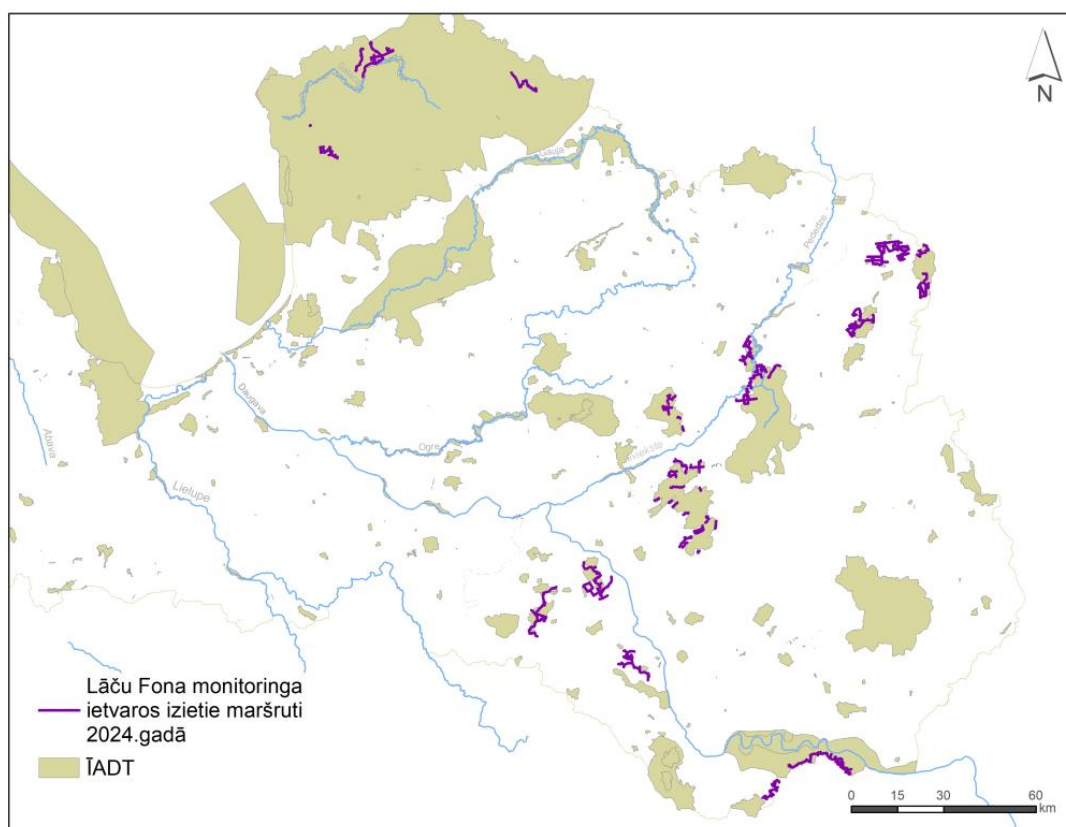 N
Salaca
Gauja
Pededze
Daugava
Abava
Ogre
Aiviekste
Lielupe
Lāču Fona monitoringa
ietvaros izietie maršruti
2024.gadā
ĪADT
0 15 30 60
km